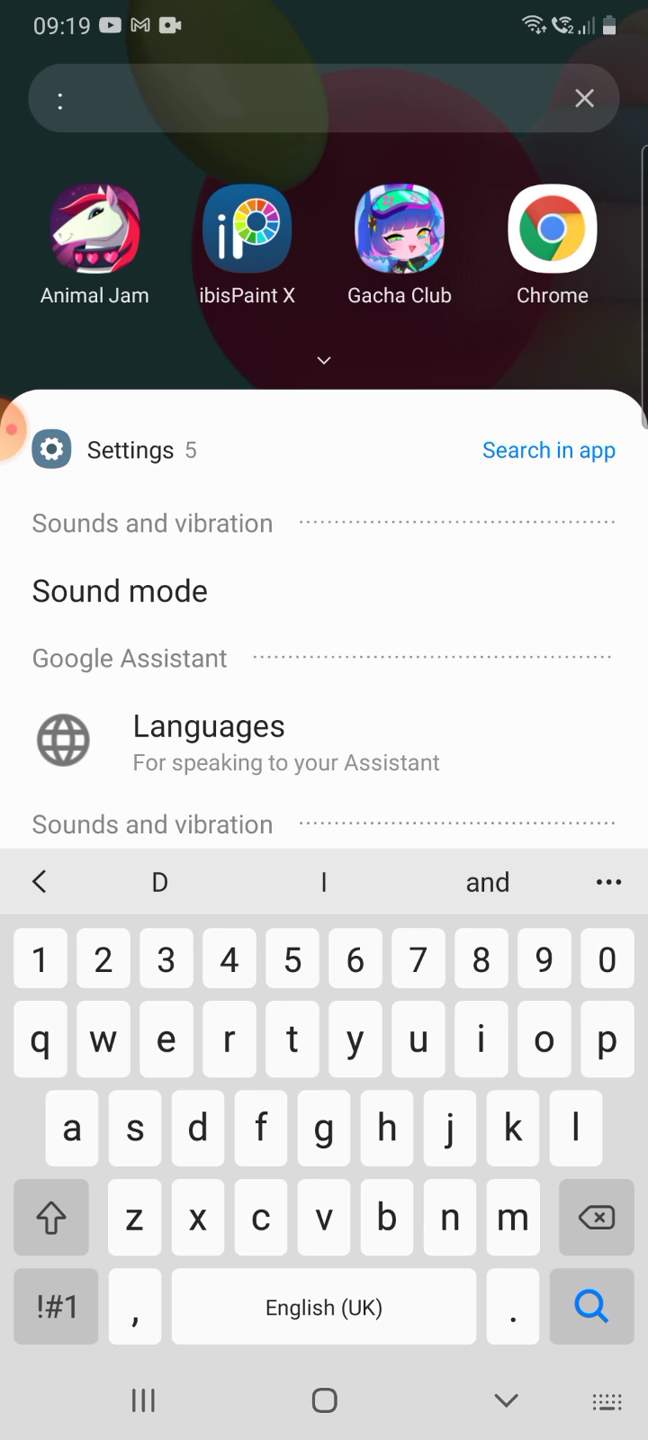 09:19
:
Animal Jam
ibisPaint X
Gacha Club
Chrome
Settings 5
Search in app
Sounds and vibration
Sound mode
Google Assistant
Languages
For speaking to your Assistant
Sounds and vibration
D I and
1 2 3 4 5 6 7 8 9 0
q w e r t y u i o p
a s d f g h j k l
z x c v b n m
!#1 , English (UK) .